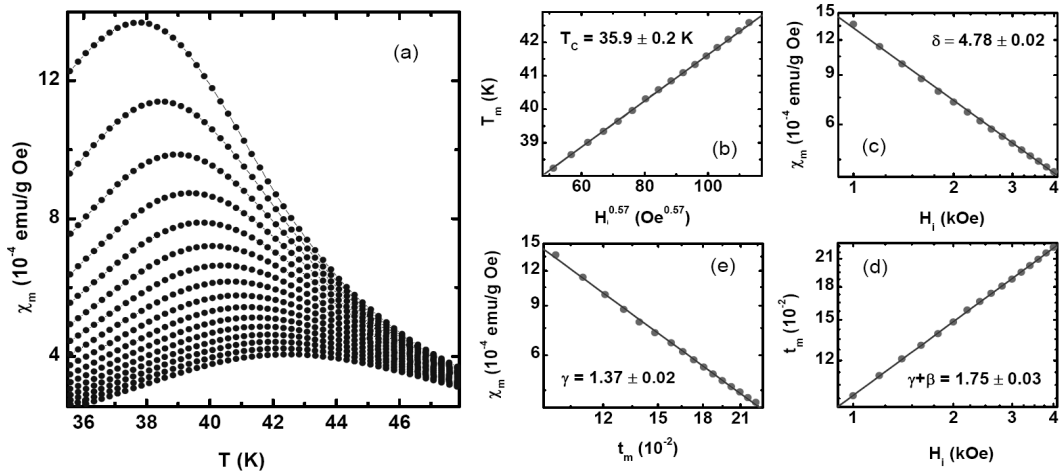 12
8
4
χm (10-4 emu/g Oe)
(a)
36 38 40 42 44 46
T (K)
42
41
40
39
Tm (K)
TC = 35.9 ± 0.2 K
(b)
60 80 100
Hi0.57 (Oe0.57)
15
12
9
6
χm (10-4 emu/g Oe)
δ = 4.78 ± 0.02
(c)
1 2 3 4
Hi (kOe)
15
12
9
6
χm (10-4 emu/g Oe)
(e)
γ = 1.37 ± 0.02
12 15 18 21
tm (10-2)
21
18
15
12
tm (10-2)
(d)
γ+β = 1.75 ± 0.03
1 2 3 4
Hi (kOe)